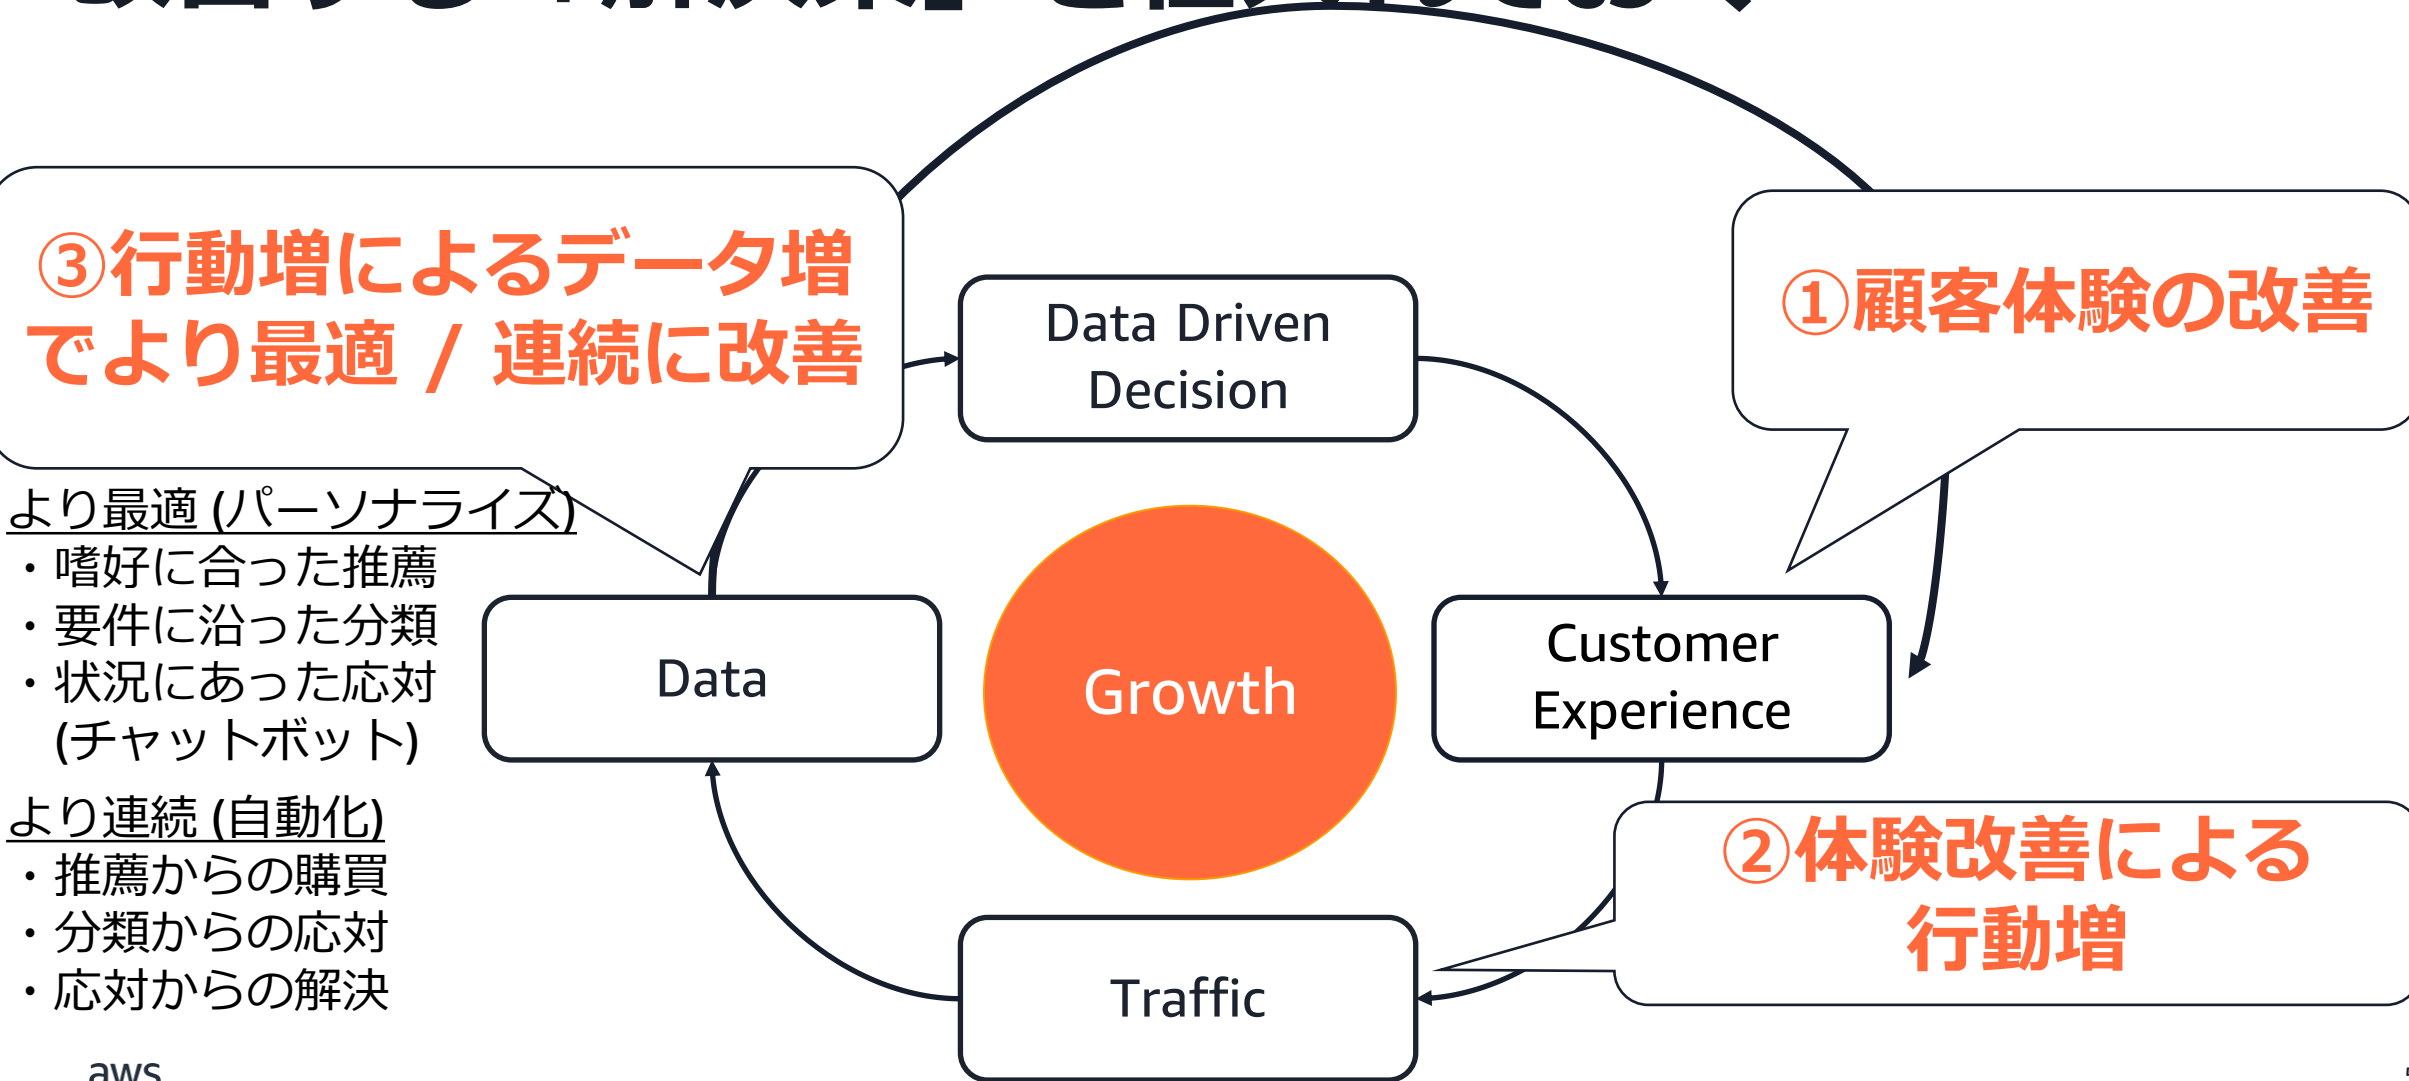 ③行動増によるデータ増
でより最適 / 連続に改善
①顧客体験の改善
Data Driven
Decision
より最適 (パーソナライズ)
・嗜好に合った推薦
・要件に沿った分類
・状況にあった応対
(チャットボット)
Data
Growth
Customer
Experience
より連続 (自動化)
・推薦からの購買
・分類からの応対
・応対からの解決
②体験改善による
行動増
Traffic
aws